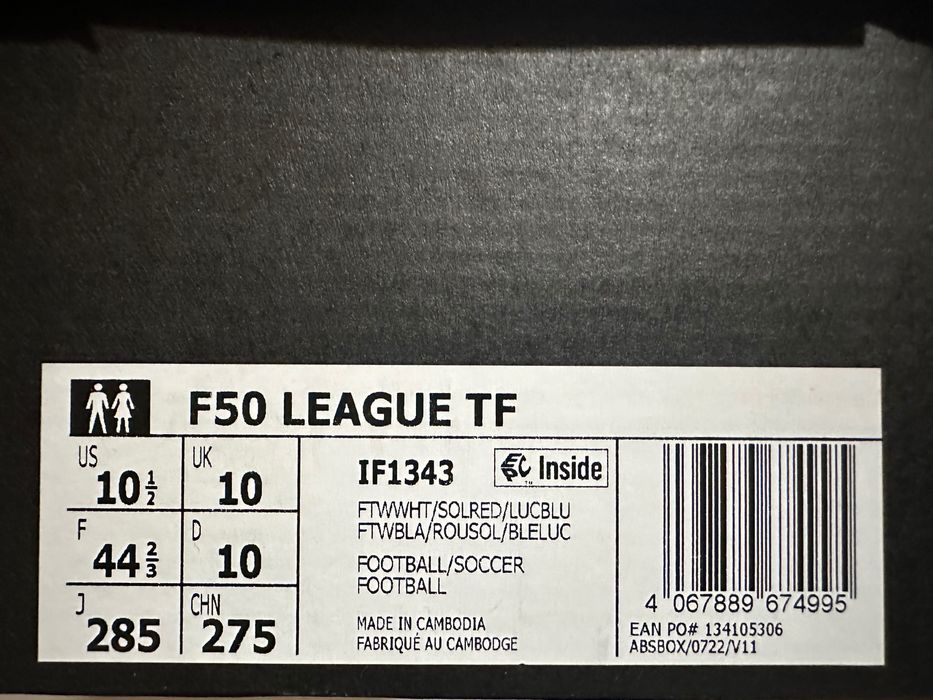 F50 LEAGUE TF
US
10 1/2
UK
10
F
44 2/3
D
10
J
285
CHN
275
IF1343
Inside
TM
FTWWHT/SOLRED/LUCBLU
FTWBLA/ROUSOL/BLELUC
FOOTBALL/SOCCER
FOOTBALL
MADE IN CAMBODIA
FABRIQUÉ AU CAMBODGE
4 067889 674995
EAN PO# 134105306
ABSBOX/0722/V11